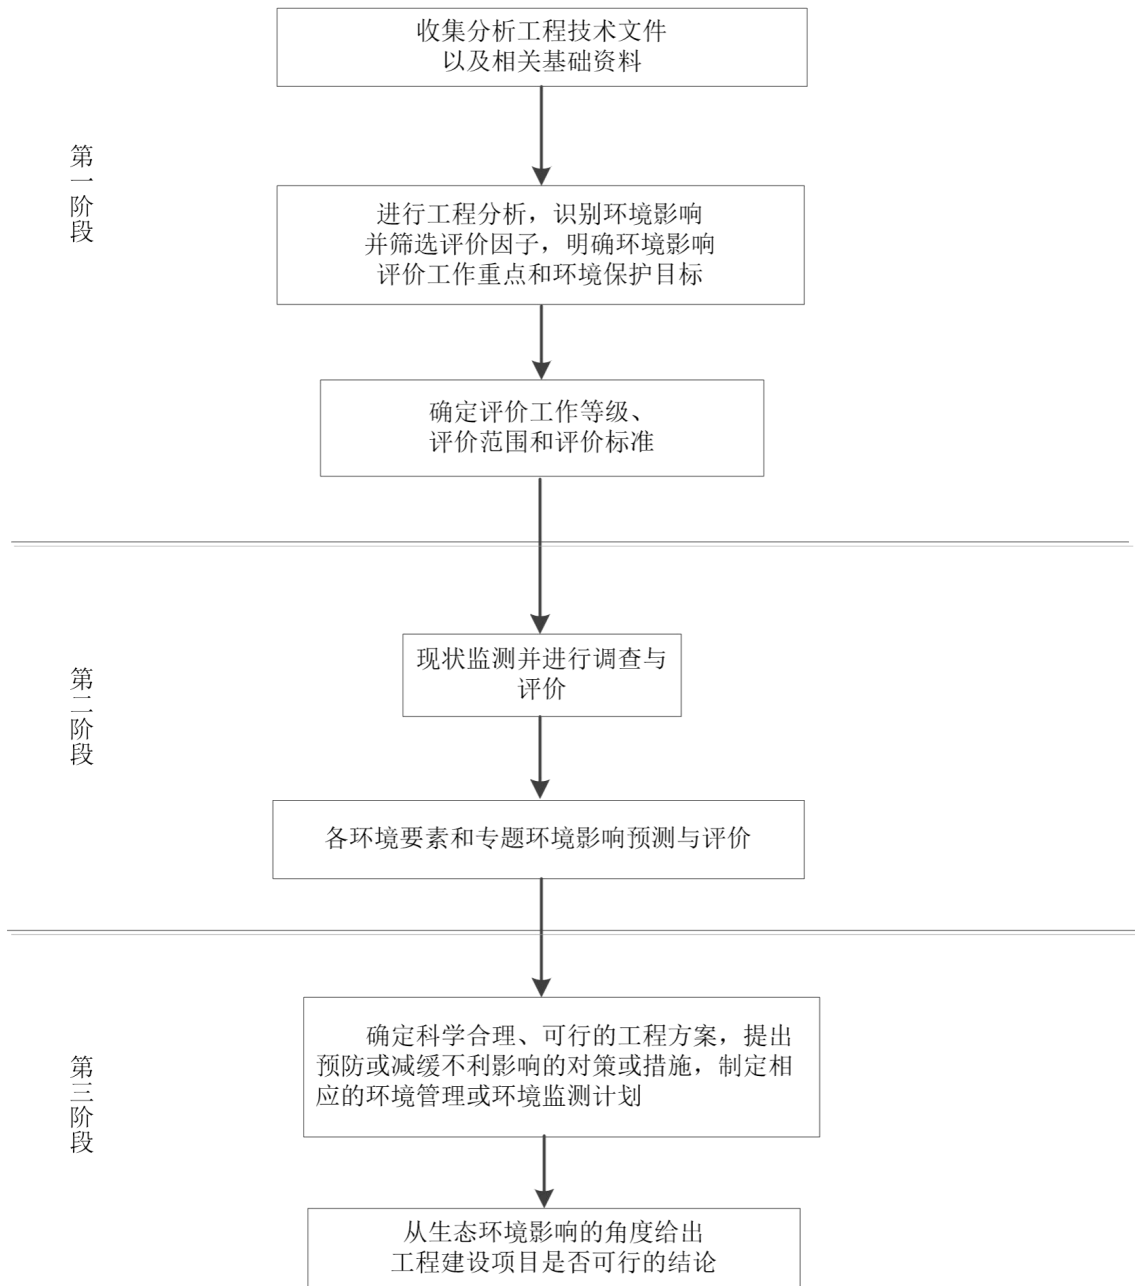 收集分析工程技术文件
以及相关基础资料
第一阶段
进行工程分析，识别环境影响
并筛选评价因子，明确环境影响
评价工作重点和环境保护目标
确定评价工作等级、
评价范围和评价标准
现状监测并进行调查与
评价
第二阶段
各环境要素和专题环境影响预测与评价
确定科学合理、可行的工程方案，提出
预防或减缓不利影响的对策或措施，制定相
应的环境管理或环境监测计划
第三阶段
从生态环境影响的角度给出
工程建设项目是否可行的结论